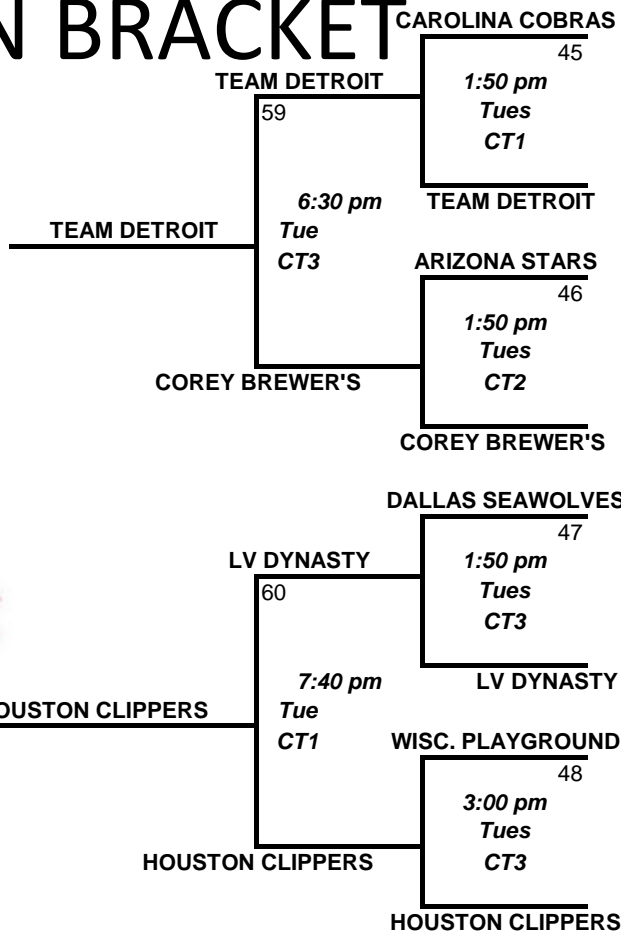 N BRACKET
CAROLINA COBRAS
45
TEAM DETROIT
1:50 pm
59
Tues
CT1
6:30 pm
TEAM DETROIT
TEAM DETROIT
Tue
CT3
ARIZONA STARS
46
1:50 pm
Tues
COREY BREWER'S
CT2
COREY BREWER'S
DALLAS SEAWOLVES
47
LV DYNASTY
1:50 pm
60
Tues
CT3
7:40 pm
LV DYNASTY
OUSTON CLIPPERS
Tue
CT1
WISC. PLAYGROUND
48
3:00 pm
Tues
HOUSTON CLIPPERS
CT3
HOUSTON CLIPPERS